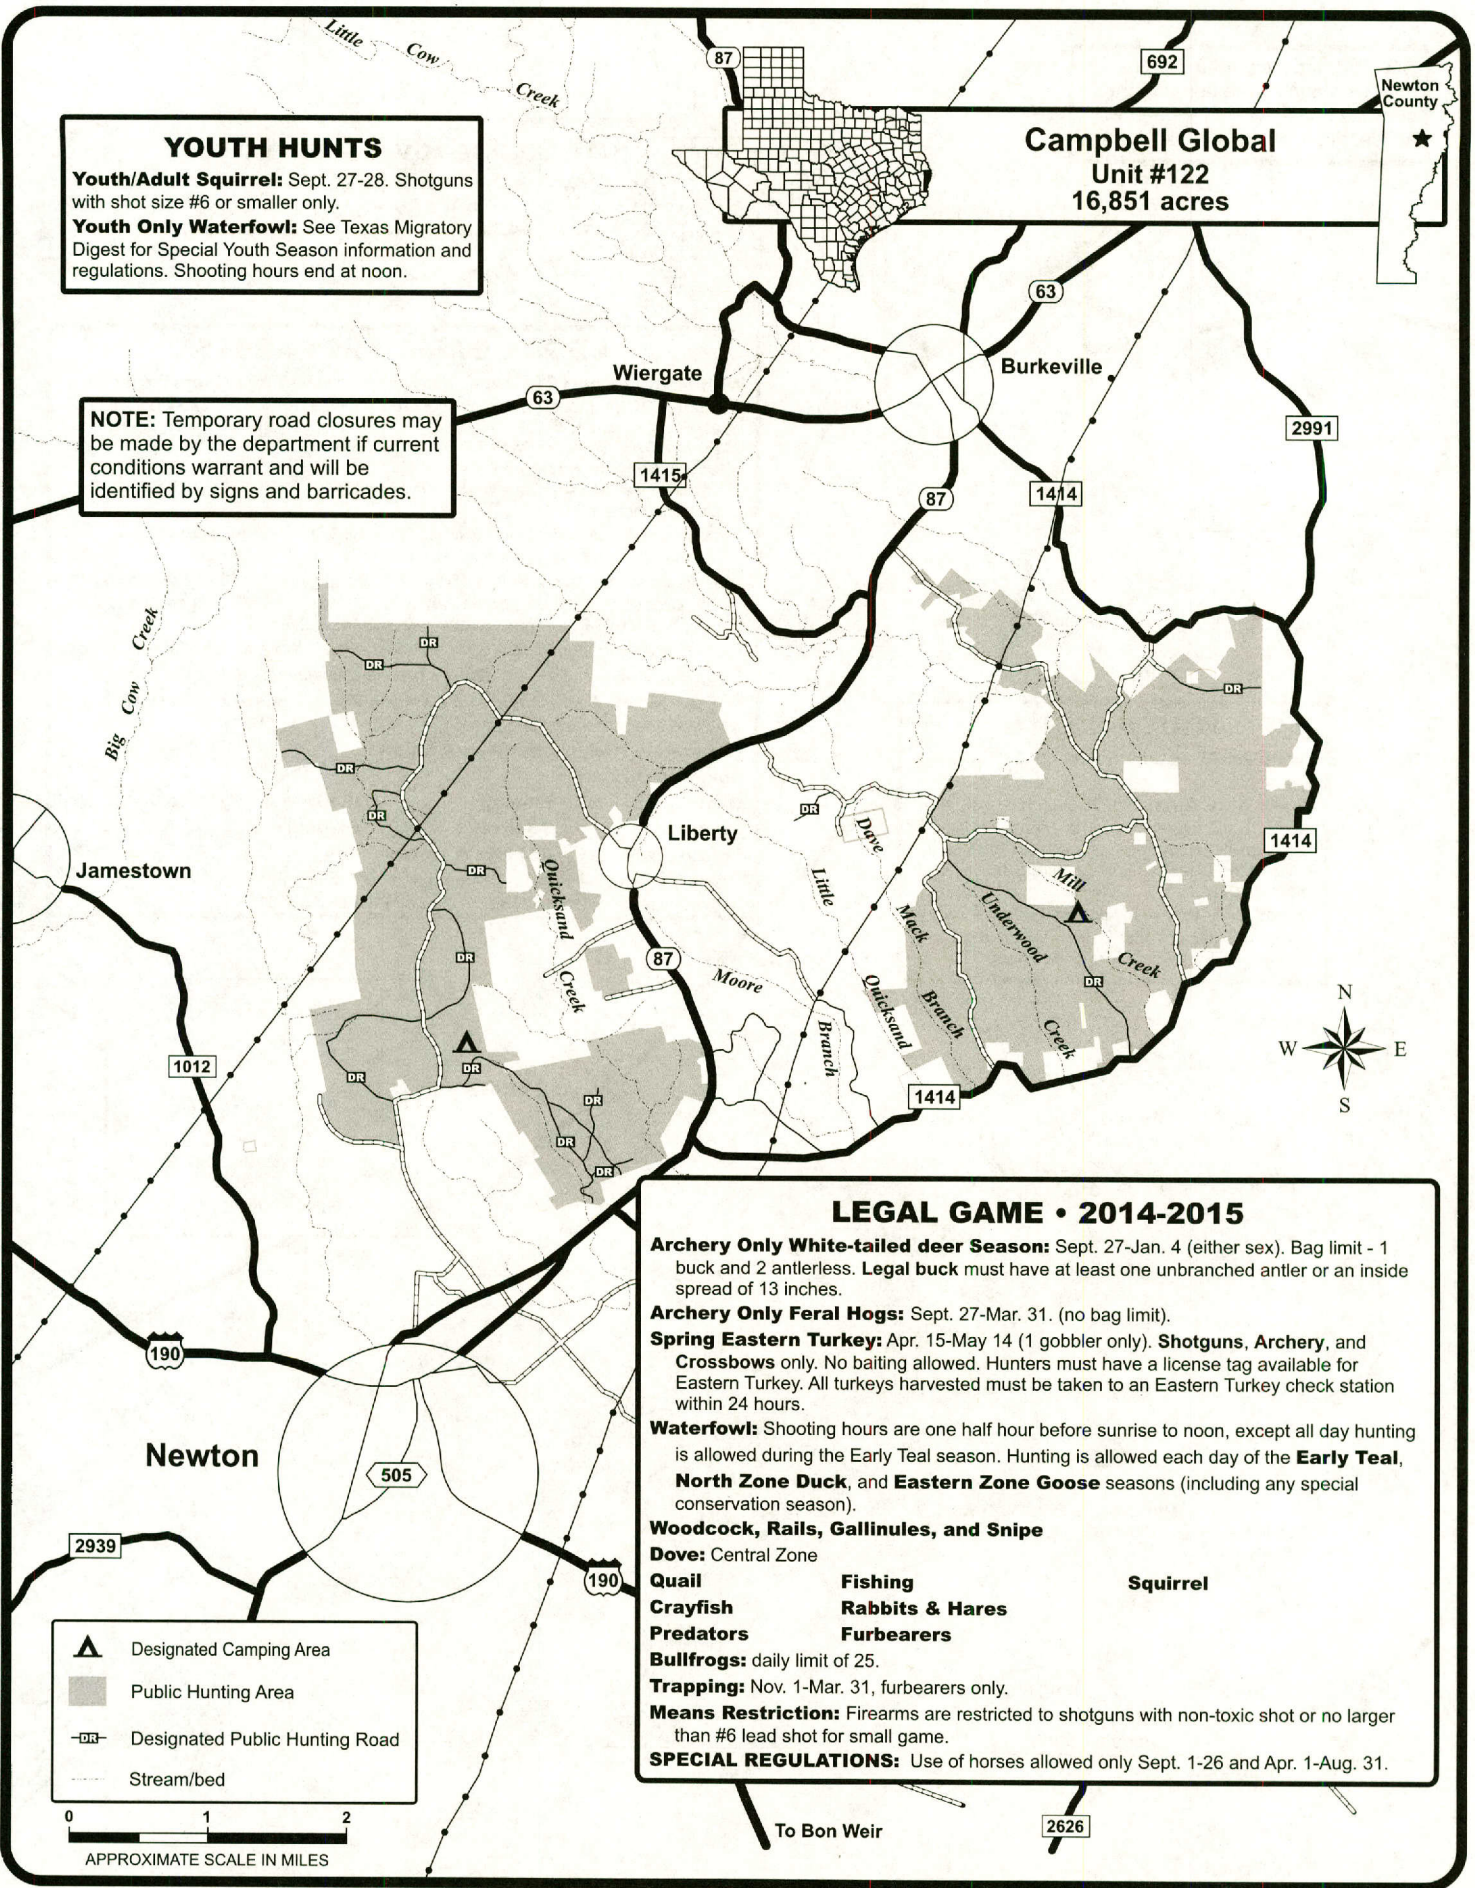 Little Cow Creek
87
692
Newton
County
Campbell Global
Unit #122
16,851 acres
YOUTH HUNTS
Youth/Adult Squirrel: Sept. 27-28. Shotguns
with shot size #6 or smaller only.
Youth Only Waterfowl: See Texas Migratory
Digest for Special Youth Season information and
regulations. Shooting hours end at noon.
63
Wiergate
Burkeville
63
NOTE: Temporary road closures may
be made by the department if current
conditions warrant and will be
identified by signs and barricades.
2991
1415
87
1414
Big Cow Creek
DR
DR
DR
DR
DR
DR
Liberty
Dave
1414
Jamestown
DR
Quicksand
Creek
Little
Quicksand
Mack
Branch
Underwood
Creek
Mill
Creek
87
DR
DR
Moore
Branch
N
W
E
S
1012
DR
DR
DR
DR
DR
1414
LEGAL GAME • 2014-2015
Archery Only White-tailed deer Season: Sept. 27-Jan. 4 (either sex). Bag limit - 1
buck and 2 antlerless. Legal buck must have at least one unbranched antler or an inside
spread of 13 inches.
Archery Only Feral Hogs: Sept. 27-Mar. 31. (no bag limit).
Spring Eastern Turkey: Apr. 15-May 14 (1 gobbler only). Shotguns, Archery, and
Crossbows only. No baiting allowed. Hunters must have a license tag available for
Eastern Turkey. All turkeys harvested must be taken to an Eastern Turkey check station
within 24 hours.
Waterfowl: Shooting hours are one half hour before sunrise to noon, except all day hunting
is allowed during the Early Teal season. Hunting is allowed each day of the Early Teal,
North Zone Duck, and Eastern Zone Goose seasons (including any special
conservation season).
Woodcock, Rails, Gallinules, and Snipe
Dove: Central Zone
Quail Fishing Squirrel
Crayfish Rabbits & Hares
Predators Furbearers
Bullfrogs: daily limit of 25.
Trapping: Nov. 1-Mar. 31, furbearers only.
Means Restriction: Firearms are restricted to shotguns with non-toxic shot or no larger
than #6 lead shot for small game.
SPECIAL REGULATIONS: Use of horses allowed only Sept. 1-26 and Apr. 1-Aug. 31.
190
Newton
505
2939
190
Designated Camping Area
Public Hunting Area
DR Designated Public Hunting Road
Stream/bed
0 1 2
APPROXIMATE SCALE IN MILES
To Bon Weir
2626